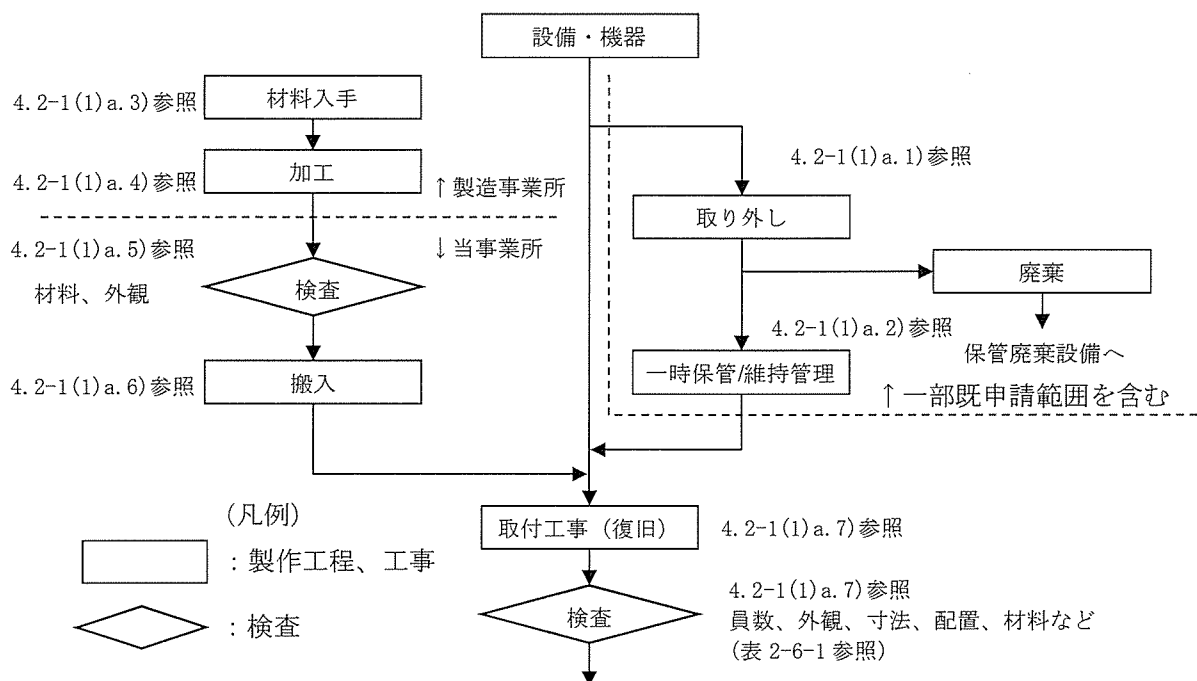 設備・機器
4.2-1(1)a.3)参照
材料入手
4.2-1(1)a.4)参照
加工
↑製造事業所
↓当事業所
4.2-1(1)a.5)参照
材料、外観
検査
4.2-1(1)a.6)参照
搬入
4.2-1(1)a.1)参照
取り外し
廃棄
保管廃棄設備へ
4.2-1(1)a.2)参照
一時保管/維持管理
↑一部既申請範囲を含む
取付工事（復旧）
4.2-1(1)a.7)参照
検査
4.2-1(1)a.7)参照
員数、外観、寸法、配置、材料など
(表 2-6-1 参照)
(凡例)
：製作工程、工事
：検査